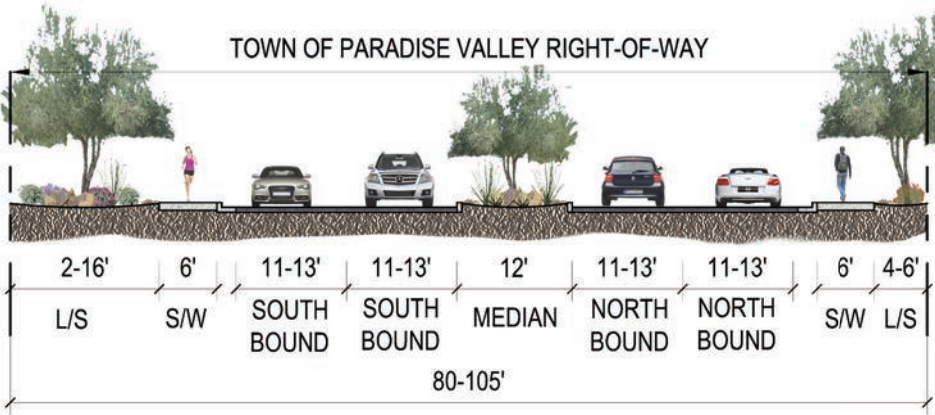 TOWN OF PARADISE VALLEY RIGHT-OF-WAY
2-16' 6' 11-13' 11-13' 12' 11-13' 11-13' 6' 4-6'
L/S S/W SOUTH BOUND SOUTH BOUND MEDIAN NORTH BOUND NORTH BOUND S/W L/S
80-105'